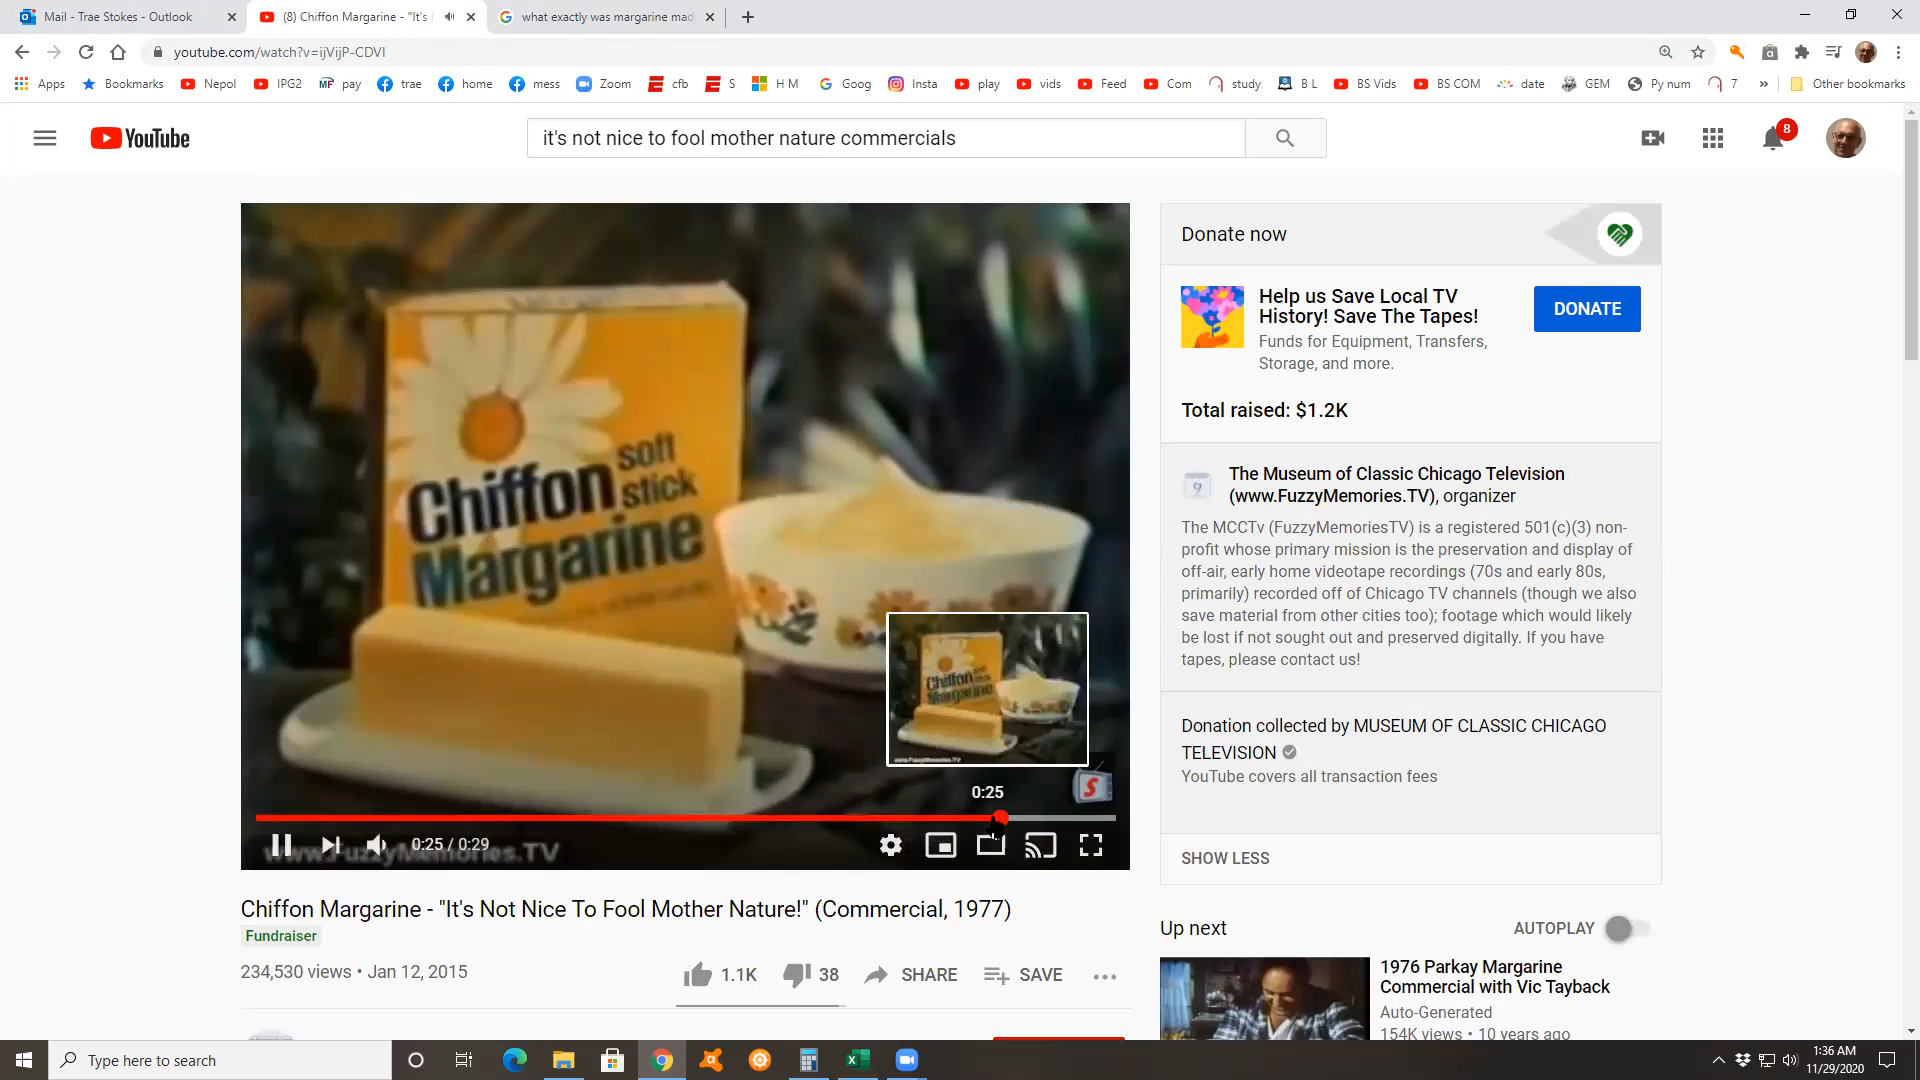 Mail - Trae Stokes - Outlook
(8) Chiffon Margarine - "It's
what exactly was margarine mad
youtube.com/watch?v=ijVijP-CDVI
Apps Bookmarks Nepol IPG2 MF pay trae home mess Zoom cfb S H M Goog Insta play vids Feed Com study B L BS Vids BS COM date GEM Py num 7 » Other bookmarks
YouTube
it's not nice to fool mother nature commercials
8
Chiffon soft
stick
Margarine
Chiffon
Margarine
www.FuzzyMemories.TV
S
0:25
0:25 / 0:29
www.FuzzyMemories.TV
Chiffon Margarine - "It's Not Nice To Fool Mother Nature!" (Commercial, 1977)
Fundraiser
234,530 views • Jan 12, 2015
1.1K 38 SHARE SAVE
Donate now
Help us Save Local TV
History! Save The Tapes!
Funds for Equipment, Transfers,
Storage, and more.
DONATE
Total raised: $1.2K
The Museum of Classic Chicago Television
(www.FuzzyMemories.TV), organizer
The MCCTv (FuzzyMemoriesTV) is a registered 501(c)(3) non-
profit whose primary mission is the preservation and display of
off-air, early home videotape recordings (70s and early 80s,
primarily) recorded off of Chicago TV channels (though we also
save material from other cities too); footage which would likely
be lost if not sought out and preserved digitally. If you have
tapes, please contact us!
Donation collected by MUSEUM OF CLASSIC CHICAGO
TELEVISION
YouTube covers all transaction fees
SHOW LESS
Up next
AUTOPLAY
1976 Parkay Margarine
Commercial with Vic Tayback
Auto-Generated
154K views • 10 years ago
Type here to search
1:36 AM
11/29/2020